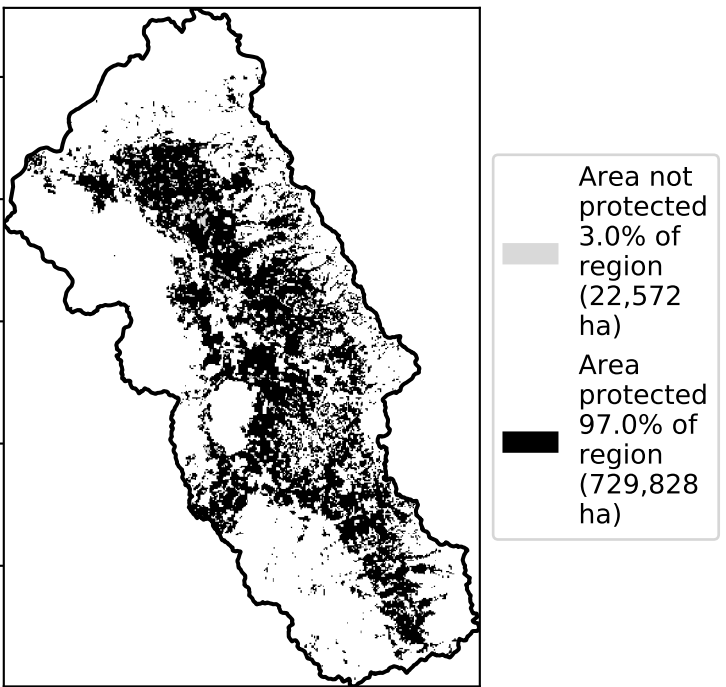 Area not
protected
3.0% of
region
(22,572
ha)
Area
protected
97.0% of
region
(729,828
ha)